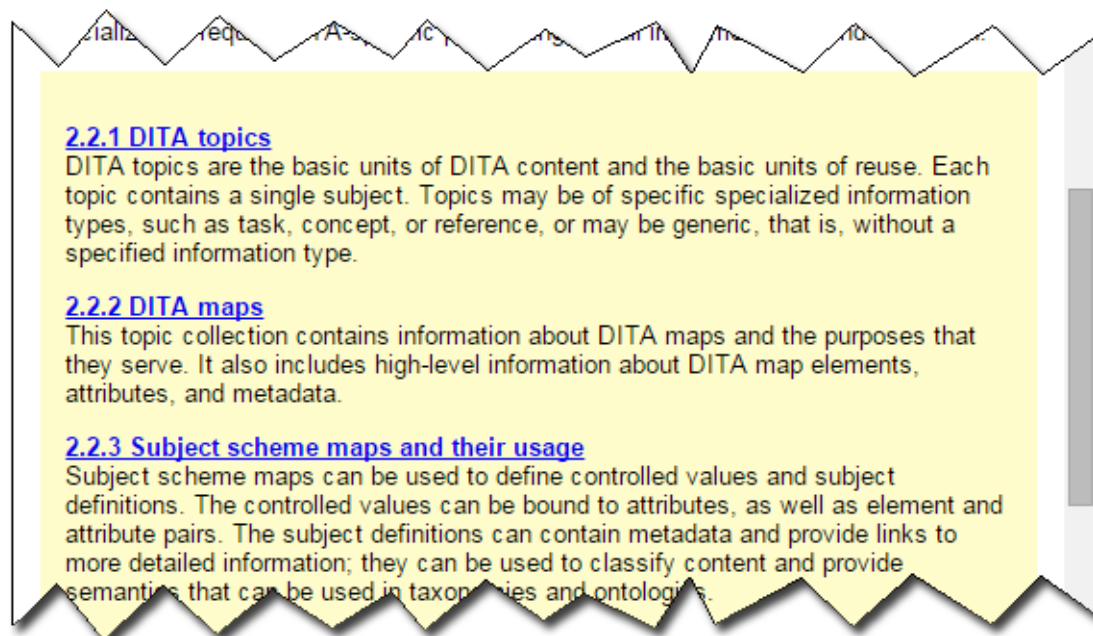 2.2.1 DITA topics
DITA topics are the basic units of DITA content and the basic units of reuse. Each
topic contains a single subject. Topics may be of specific specialized information
types, such as task, concept, or reference, or may be generic, that is, without a
specified information type.
2.2.2 DITA maps
This topic collection contains information about DITA maps and the purposes that
they serve. It also includes high-level information about DITA map elements,
attributes, and metadata.
2.2.3 Subject scheme maps and their usage
Subject scheme maps can be used to define controlled values and subject
definitions. The controlled values can be bound to attributes, as well as element and
attribute pairs. The subject definitions can contain metadata and provide links to
more detailed information; they can be used to classify content and provide
semantics that can be used in taxonomies and ontologies.